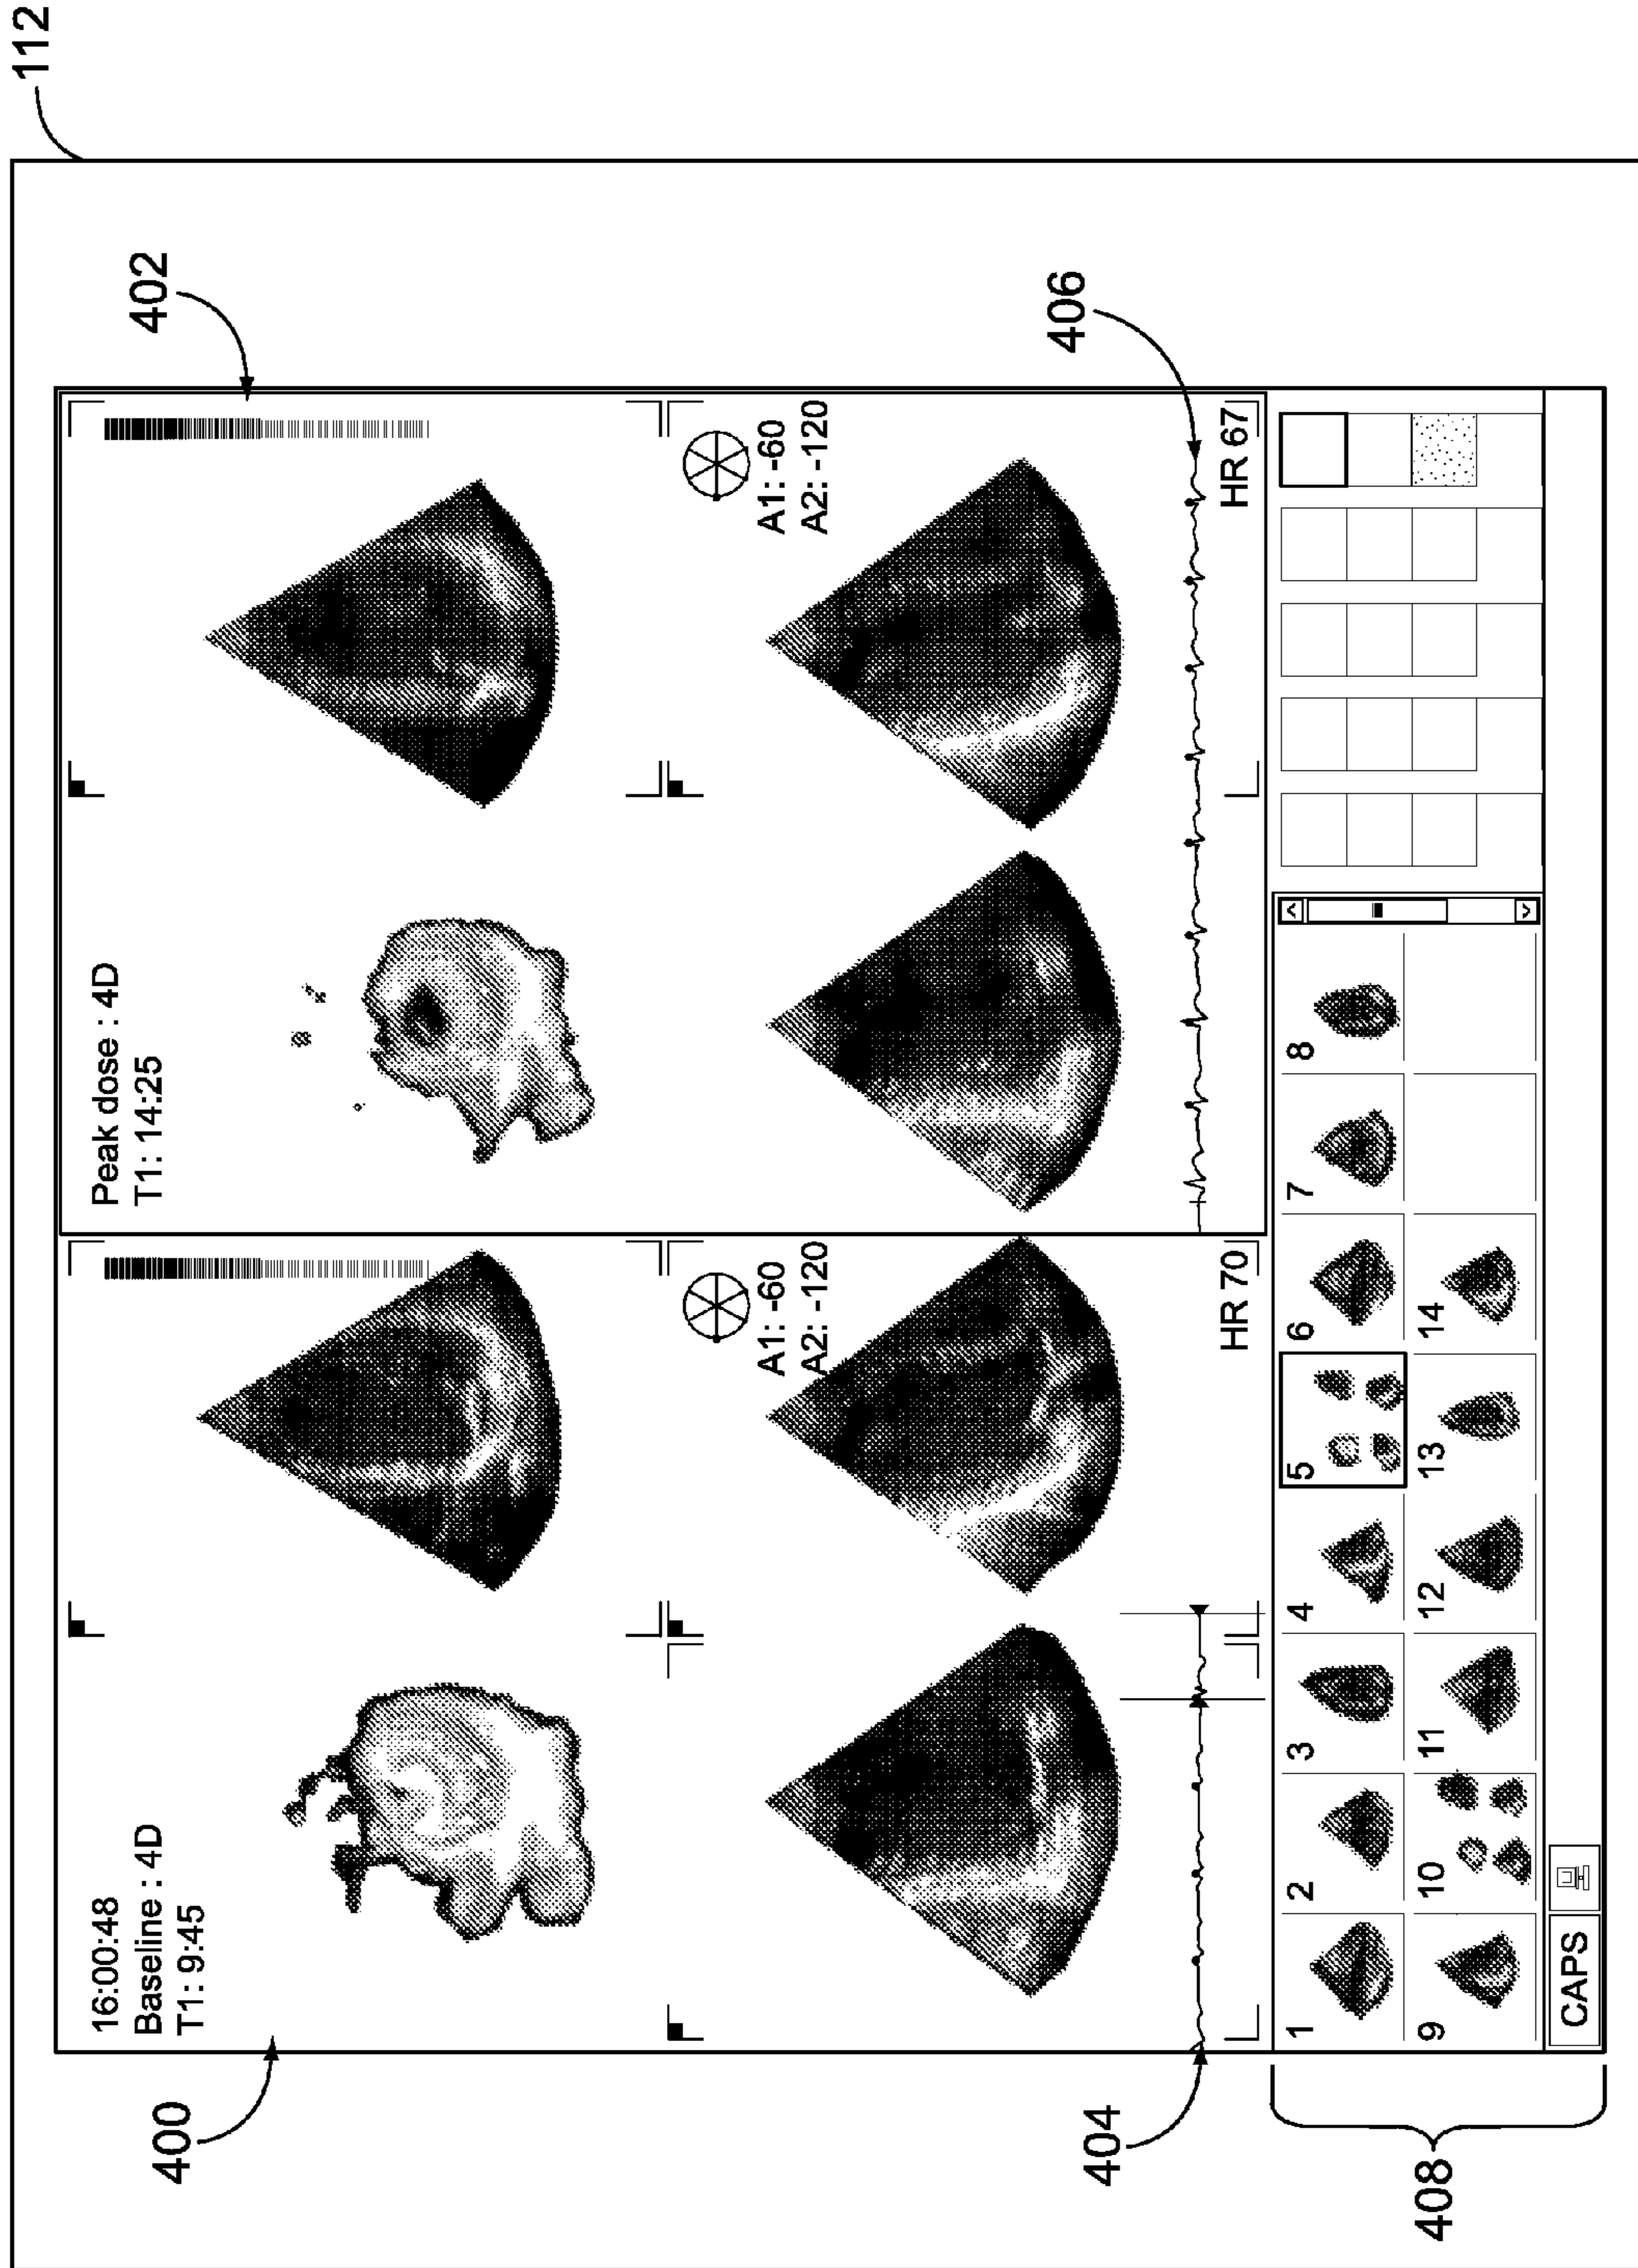 112
402
16:00:48
Baseline : 4D
T1: 9:45
Peak dose : 4D
T1: 14:25
400
A1: -60
A2: -120
A1: -60
A2: -120
406
404
HR 70
HR 67
1 2 3 4 5 6 7 8
9 10 11 12 13 14
408
CAPS